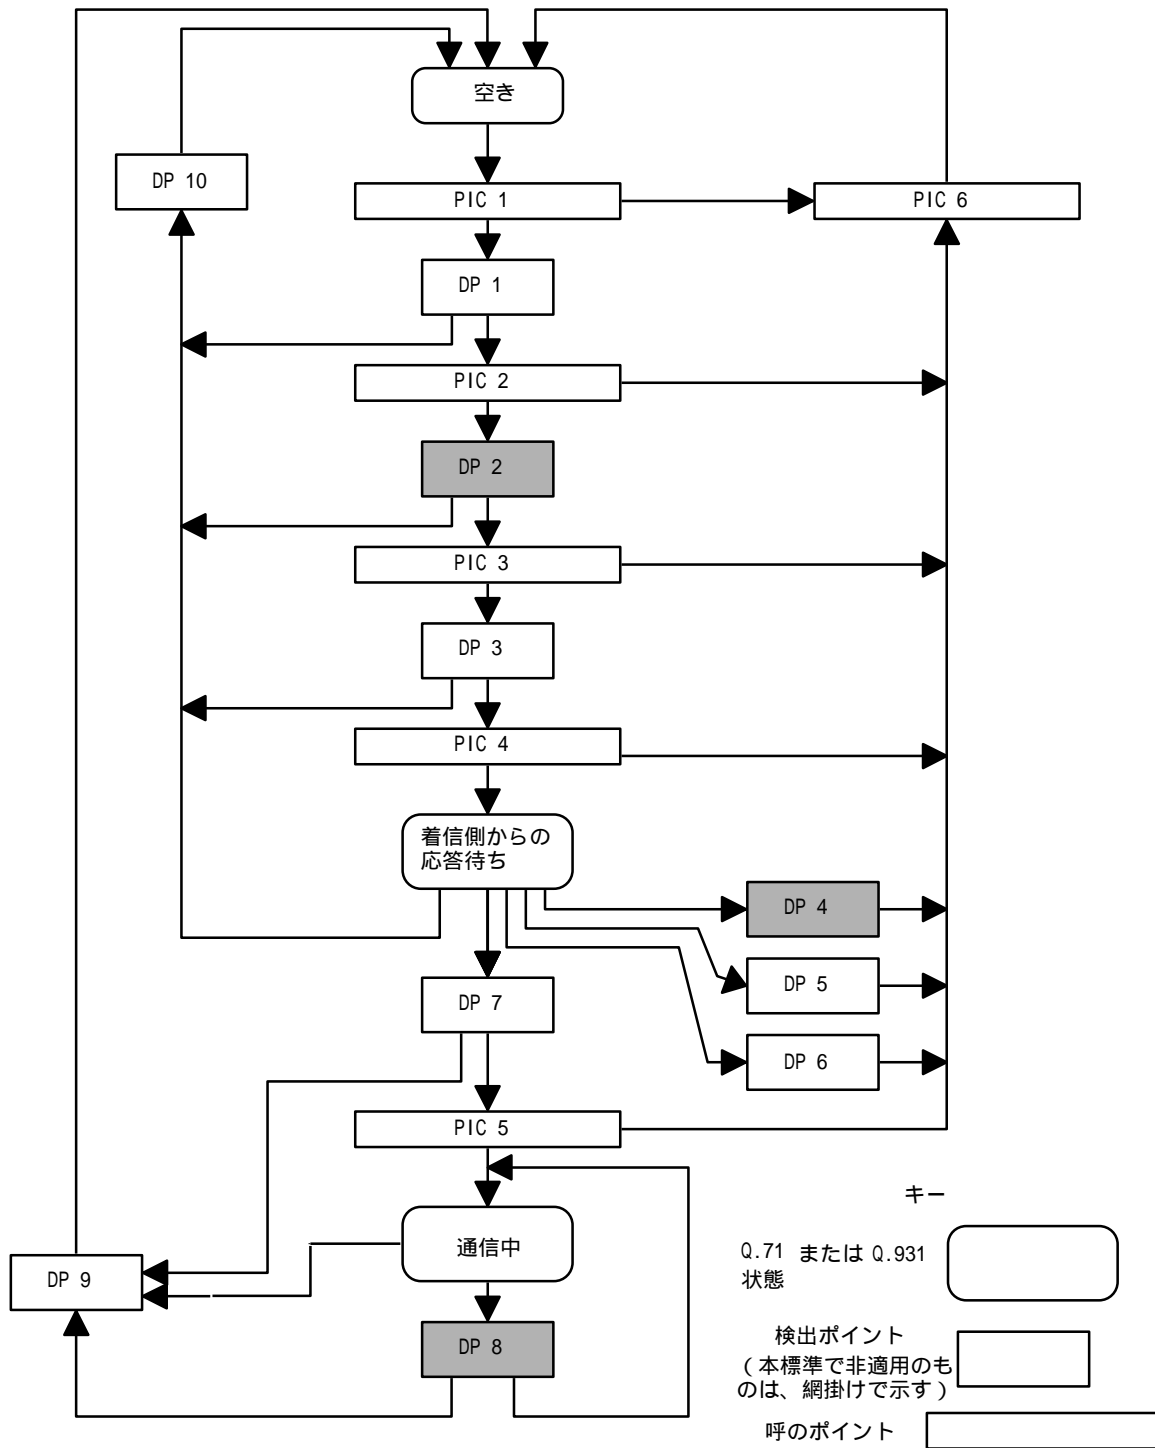 空き
DP 10
PIC 1
PIC 6
DP 1
PIC 2
DP 2
PIC 3
DP 3
PIC 4
着信側からの
応答待ち
DP 4
DP 5
DP 7
DP 6
PIC 5
通信中
DP 9
DP 8
キー
Q.71 または Q.931
状態
検出ポイント
(本標準で非適用のも
のは、網掛けで示す)
呼のポイント